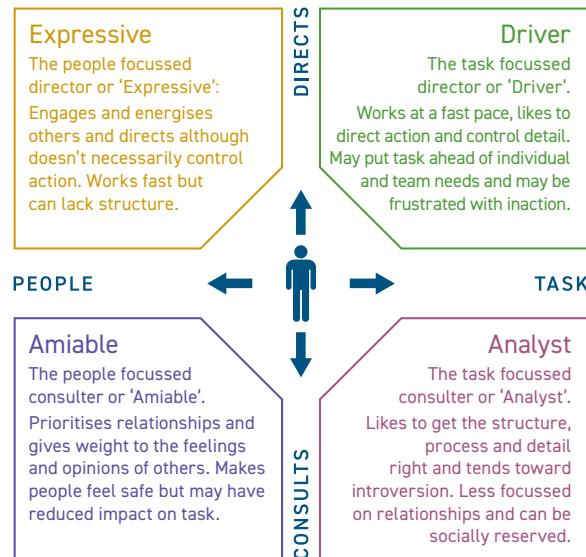 Expressive
The people focussed
director or ‘Expressive’:
Engages and energises
others and directs although
doesn’t necessarily control
action. Works fast but
can lack structure.
DIRECTS
Driver
The task focussed
director or ‘Driver’.
Works at a fast pace, likes to
direct action and control detail.
May put task ahead of individual
and team needs and may be
frustrated with inaction.
PEOPLE
TASK
Amiable
The people focussed
consulter or ‘Amiable’.
Prioritises relationships and
gives weight to the feelings
and opinions of others. Makes
people feel safe but may have
reduced impact on task.
CONSULTS
Analyst
The task focussed
consulter or ‘Analyst’.
Likes to get the structure,
process and detail
right and tends toward
introversion. Less focussed
on relationships and can be
socially reserved.